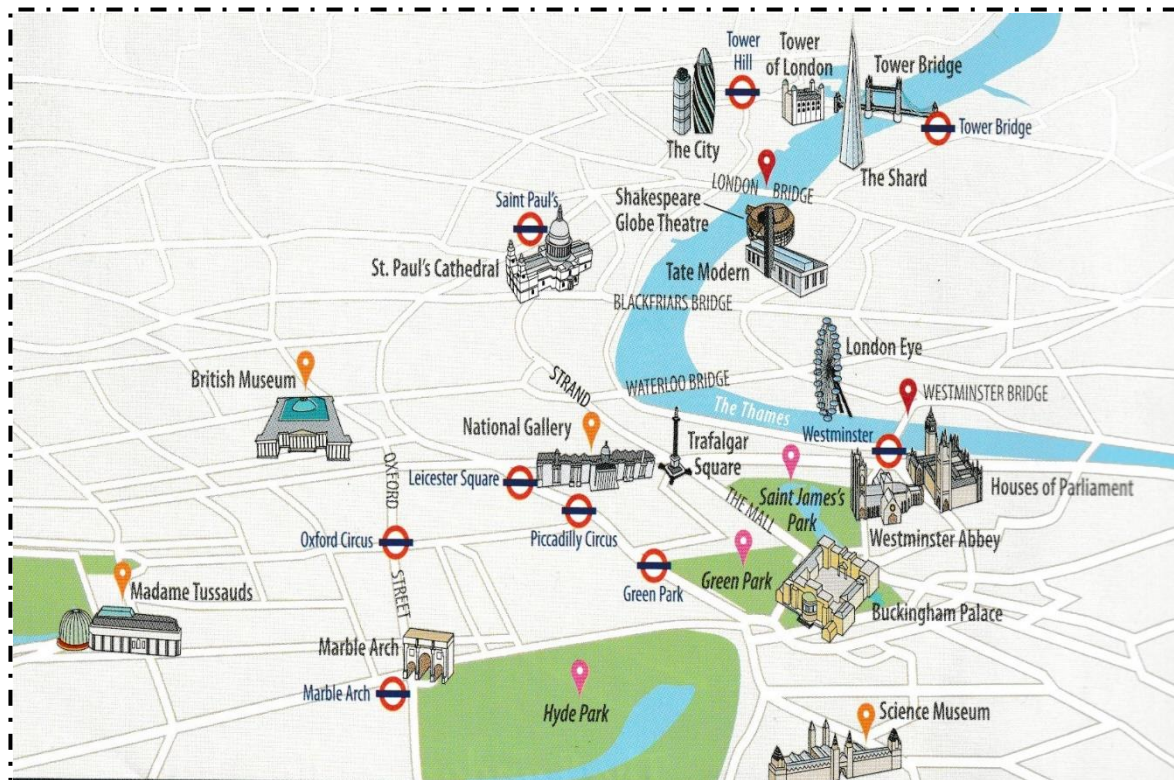 Tower
Hill
Tower
of London
Tower Bridge
Tower Bridge
The City
The Shard
LONDON BRIDGE
Saint Paul's
Shakespeare
Globe Theatre
St. Paul's Cathedral
Tate Modern
BLACKFRIARS BRIDGE
London Eye
British Museum
STRAND
WATERLOO BRIDGE
The Thames
WESTMINSTER BRIDGE
National Gallery
Trafalgar
Square
Westminster
OXFORD
Leicester Square
Saint James's
Park
Houses of Parliament
THE MALL
Oxford Circus
Piccadilly Circus
Westminster Abbey
STREET
Madame Tussauds
Green Park
Green Park
Buckingham Palace
Marble Arch
Marble Arch
Hyde Park
Science Museum